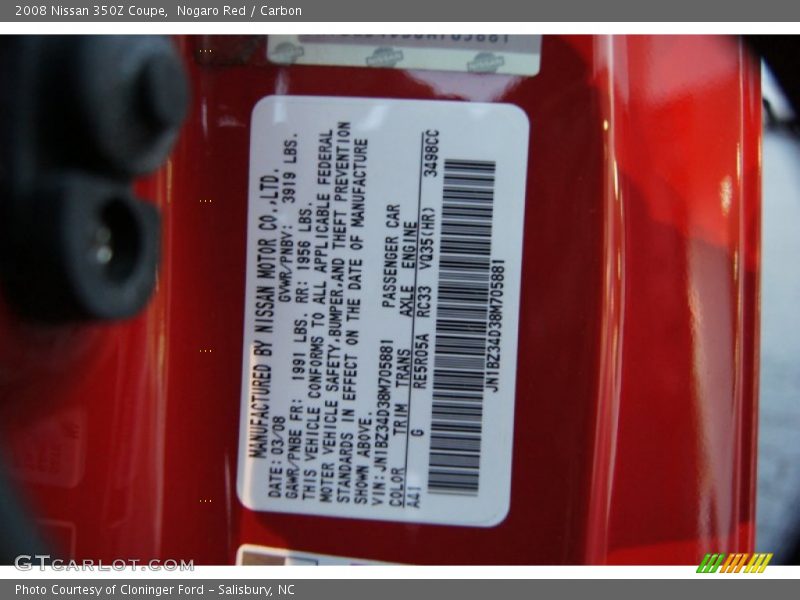 2008 Nissan 350Z Coupe, Nogaro Red / Carbon
MANUFACTURED BY NISSAN MOTOR CO.,LTD.
DATE: 03/08 GVWR/PNBV: 3919 LBS.
GAWR/PNBE FR: 1991 LBS. RR: 1956 LBS.
THIS VEHICLE CONFORMS TO ALL APPLICABLE FEDERAL
MOTER VEHICLE SAFETY,BUMPER,AND THEFT PREVENTION
STANDARDS IN EFFECT ON THE DATE OF MANUFACTURE
SHOWN ABOVE.
VIN: JN1BZ34D38M705881 PASSENGER CAR
COLOR TRIM TRANS AXLE ENGINE
A41 G RE5R05A RC33 VQ35(HR) 3498CC
JN1BZ34D38M705881
GTCarLot.com
Photo Courtesy of Cloninger Ford – Salisbury, NC